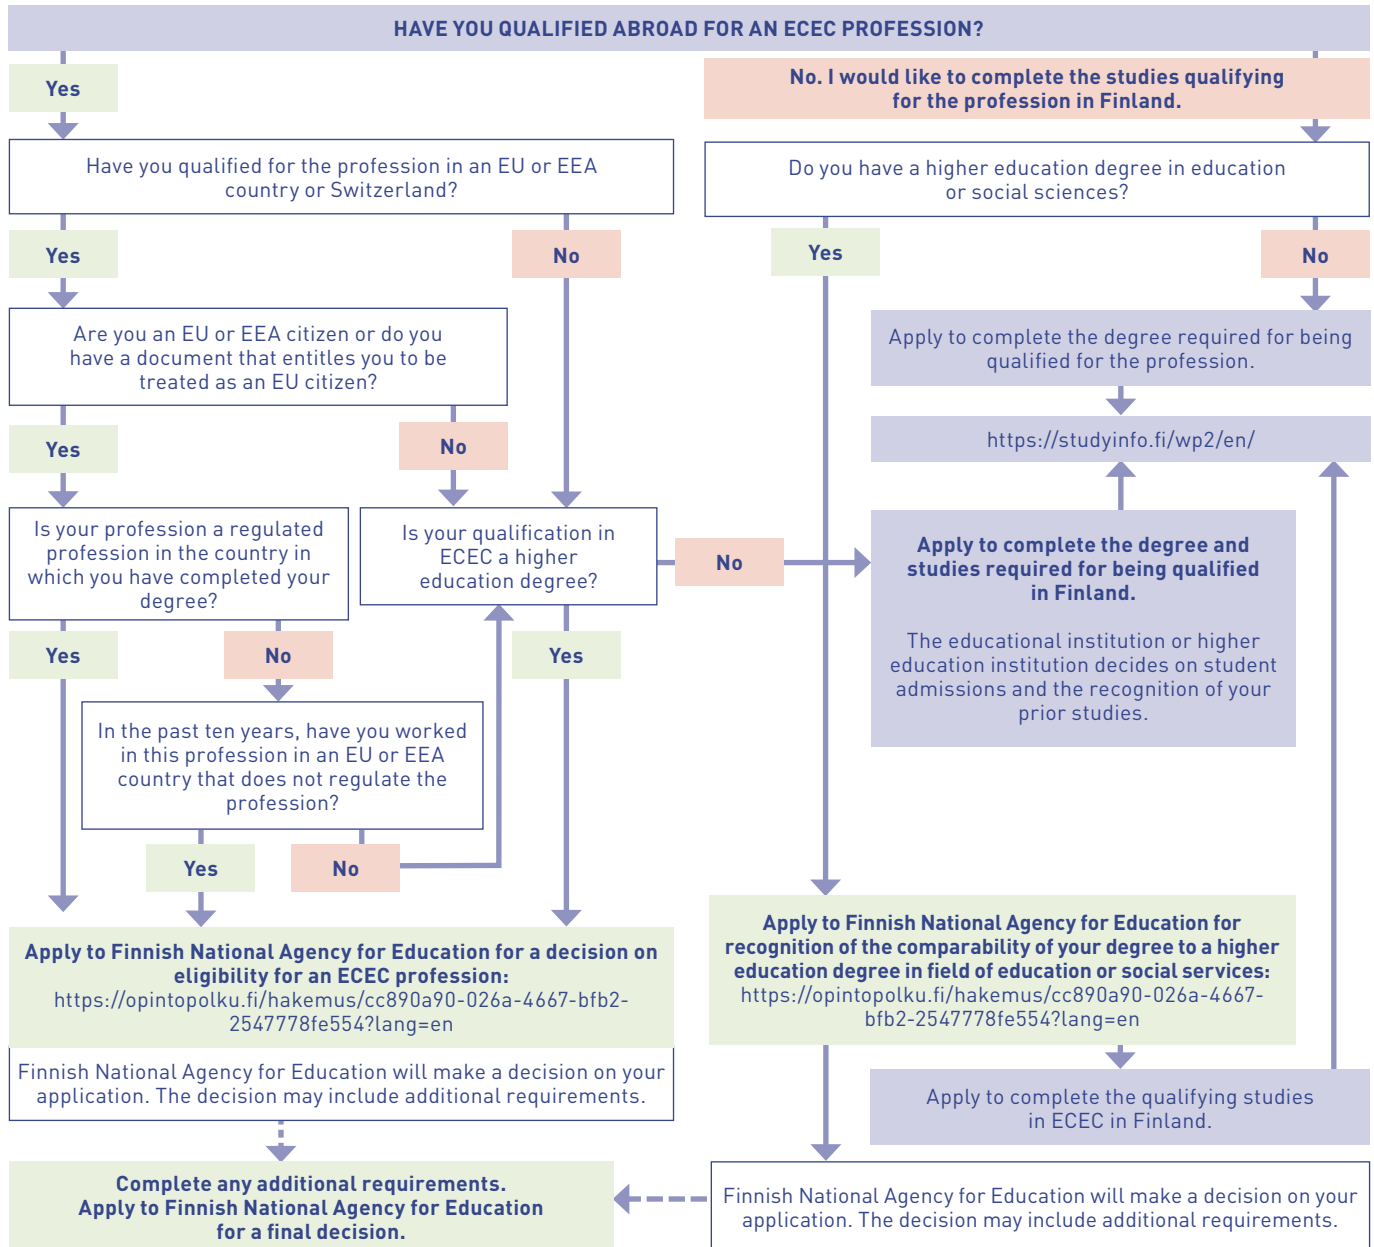 HAVE YOU QUALIFIED ABROAD FOR AN ECEC PROFESSION?
Yes
No. I would like to complete the studies qualifying
for the profession in Finland.
Have you qualified for the profession in an EU or EEA
country or Switzerland?
Do you have a higher education degree in education
or social sciences?
Yes
No
Yes
No
Are you an EU or EEA citizen or do you
have a document that entitles you to be
treated as an EU citizen?
Apply to complete the degree required for being
qualified for the profession.
Yes
No
https://studyinfo.fi/wp2/en/
Is your profession a regulated
profession in the country in
which you have completed your
degree?
Is your qualification in
ECEC a higher
education degree?
No
Apply to complete the degree and
studies required for being qualified
in Finland.
The educational institution or higher
education institution decides on student
admissions and the recognition of your
prior studies.
Yes
No
Yes
In the past ten years, have you worked
in this profession in an EU or EEA
country that does not regulate the
profession?
Yes
No
Apply to Finnish National Agency for Education for a decision on
eligibility for an ECEC profession:
https://opintopolku.fi/hakemus/cc890a90-026a-4667-bfb2-
2547778fe554?lang=en
Finnish National Agency for Education will make a decision on your
application. The decision may include additional requirements.
Apply to Finnish National Agency for Education for
recognition of the comparability of your degree to a higher
education degree in field of education or social services:
https://opintopolku.fi/hakemus/cc890a90-026a-4667-
bfb2-2547778fe554?lang=en
Apply to complete the qualifying studies
in ECEC in Finland.
Complete any additional requirements.
Apply to Finnish National Agency for Education
for a final decision.
Finnish National Agency for Education will make a decision on your
application. The decision may include additional requirements.